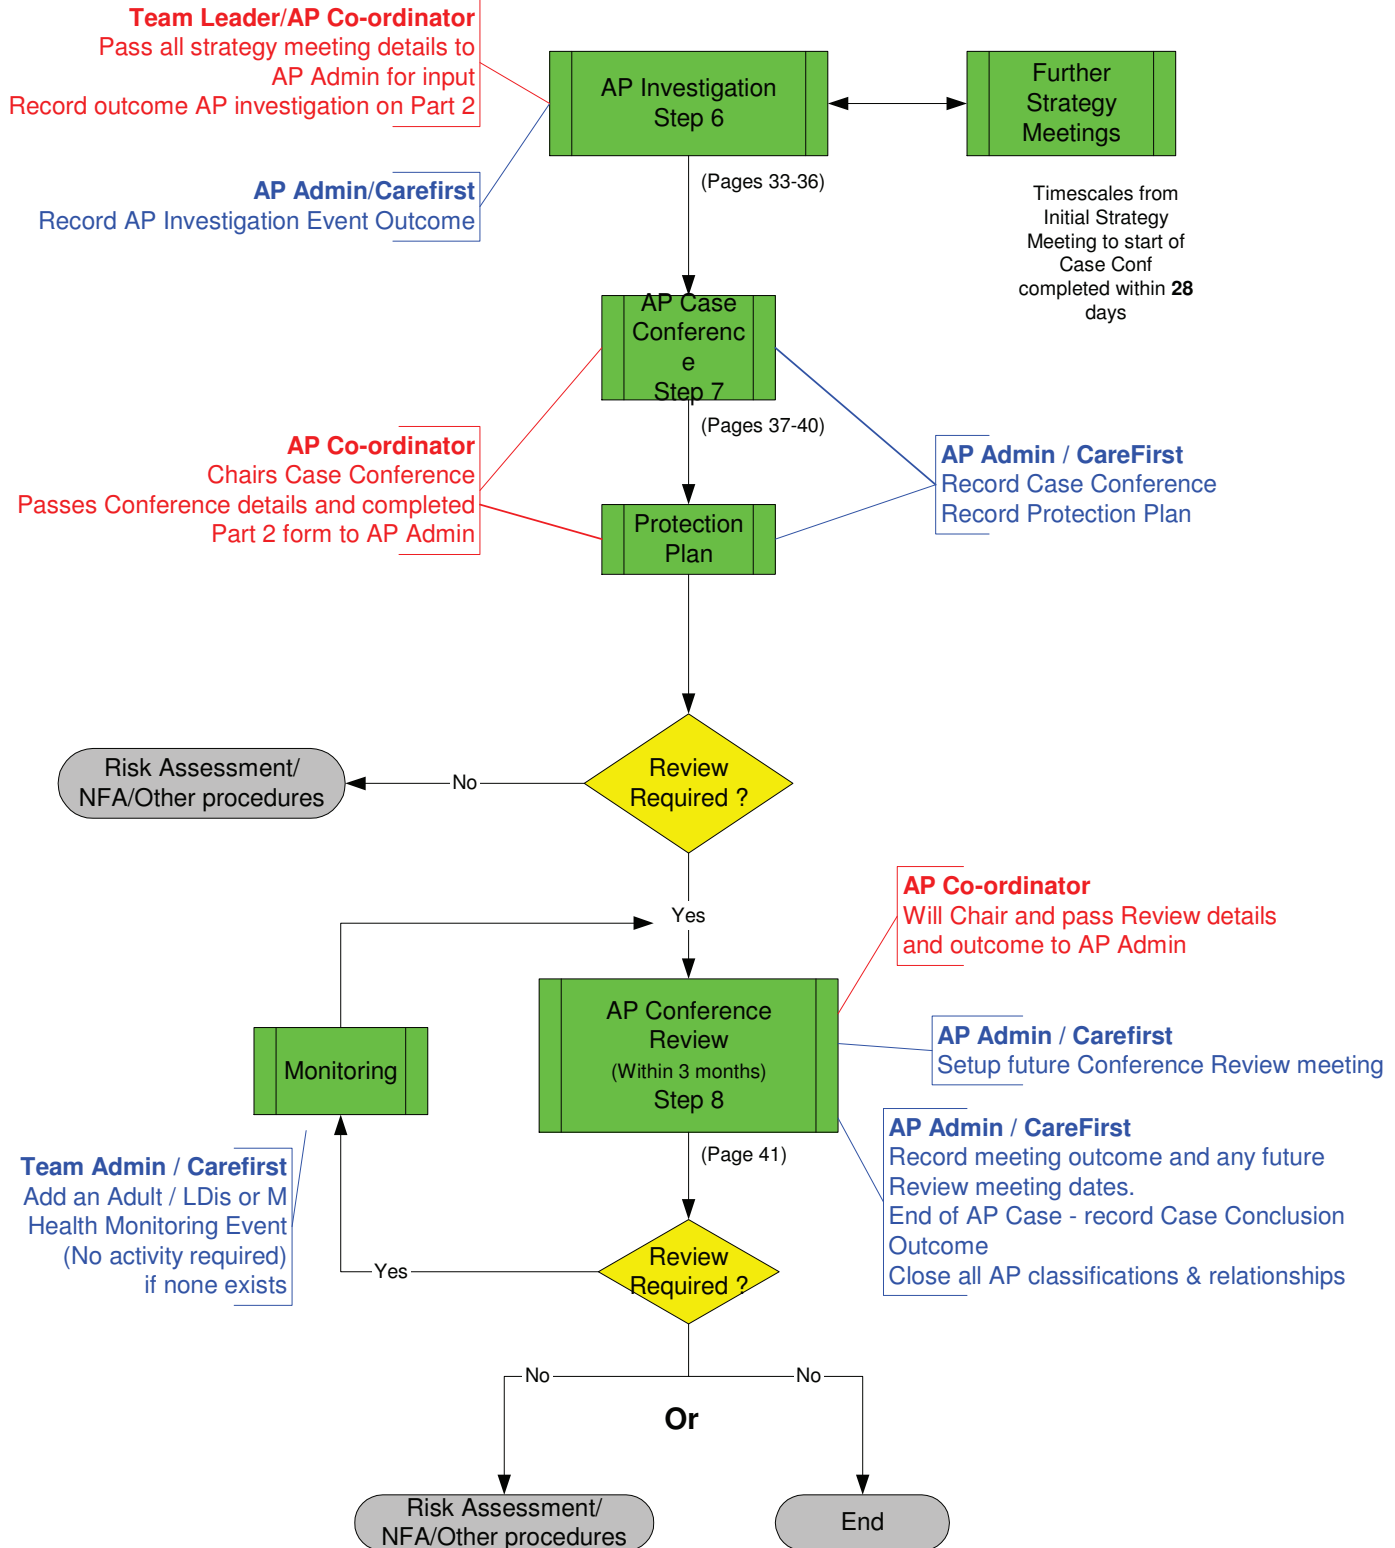 Team Leader/AP Co-ordinator
Pass all strategy meeting details to
AP Admin for input
Record outcome AP investigation on Part 2
AP Investigation
Step 6
Further
Strategy
Meetings
AP Admin/Carefirst
Record AP Investigation Event Outcome
(Pages 33-36)
Timescales from
Initial Strategy
Meeting to start of
Case Conf
completed within 28
days
AP Case
Conferenc
e
Step 7
(Pages 37-40)
AP Co-ordinator
Chairs Case Conference
Passes Conference details and completed
Part 2 form to AP Admin
AP Admin / CareFirst
Record Case Conference
Record Protection Plan
Protection
Plan
Risk Assessment/
NFA/Other procedures
No
Review
Required ?
Yes
AP Co-ordinator
Will Chair and pass Review details
and outcome to AP Admin
AP Conference
Review
(Within 3 months)
Step 8
Monitoring
AP Admin / Carefirst
Setup future Conference Review meeting
(Page 41)
AP Admin / CareFirst
Record meeting outcome and any future
Review meeting dates.
End of AP Case - record Case Conclusion
Outcome
Close all AP classifications & relationships
Team Admin / Carefirst
Add an Adult / LDis or M
Health Monitoring Event
(No activity required)
if none exists
Yes
Review
Required ?
No
No
Or
Risk Assessment/
NFA/Other procedures
End